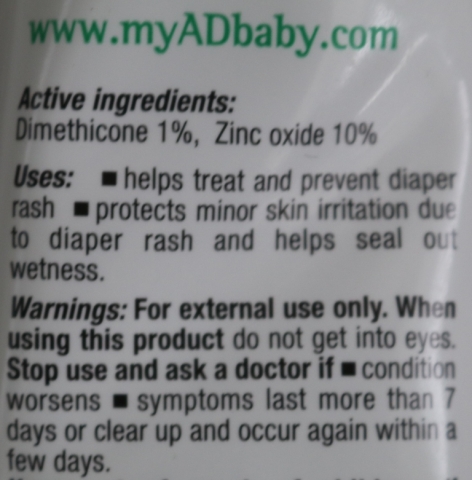 www.myADbaby.com
Active ingredients:
Dimethicone 1%, Zinc oxide 10%
Uses: ■ helps treat and prevent diaper
rash ■ protects minor skin irritation due
to diaper rash and helps seal out
wetness.
Warnings: For external use only. When
using this product do not get into eyes.
Stop use and ask a doctor if ■ condition
worsens ■ symptoms last more than 7
days or clear up and occur again within a
few days.